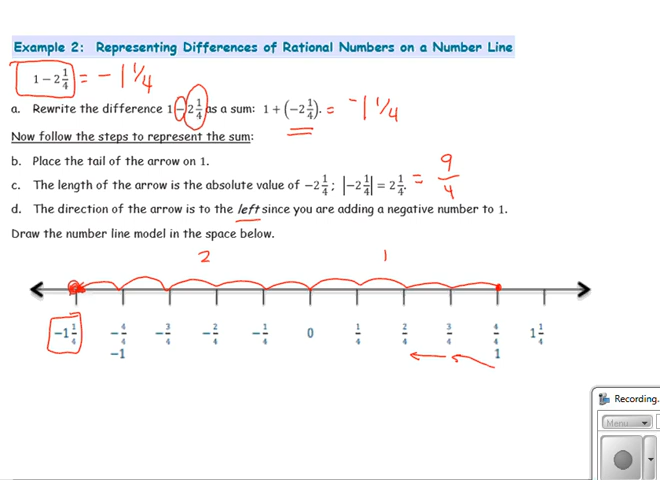 Example 2: Representing Differences of Rational Numbers on a Number Line
1 − 2 1/4 = −1 1/4
a. Rewrite the difference 1 − 2 1/4 as a sum: 1 + (−2 1/4). = −1 1/4
Now follow the steps to represent the sum:
b. Place the tail of the arrow on 1.
c. The length of the arrow is the absolute value of −2 1/4; |−2 1/4| = 2 1/4. = 9/4
d. The direction of the arrow is to the left since you are adding a negative number to 1.
Draw the number line model in the space below.
2 1
−1 1/4 −4/4 −3/4 −2/4 −1/4 0 1/4 2/4 3/4 4/4 1 1/4
−1 1
Recording.
Menu